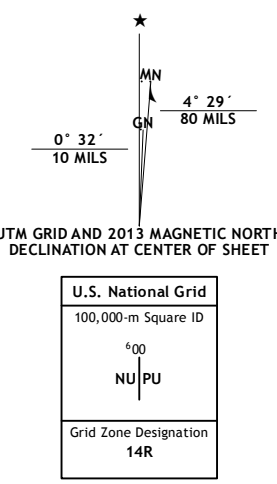 ★
MN
GN
4° 29´
80 MILS
0° 32´
10 MILS
UTM GRID AND 2013 MAGNETIC NORTH
DECLINATION AT CENTER OF SHEET
U.S. National Grid
100,000-m Square ID
⁶00
NU PU
Grid Zone Designation
14R